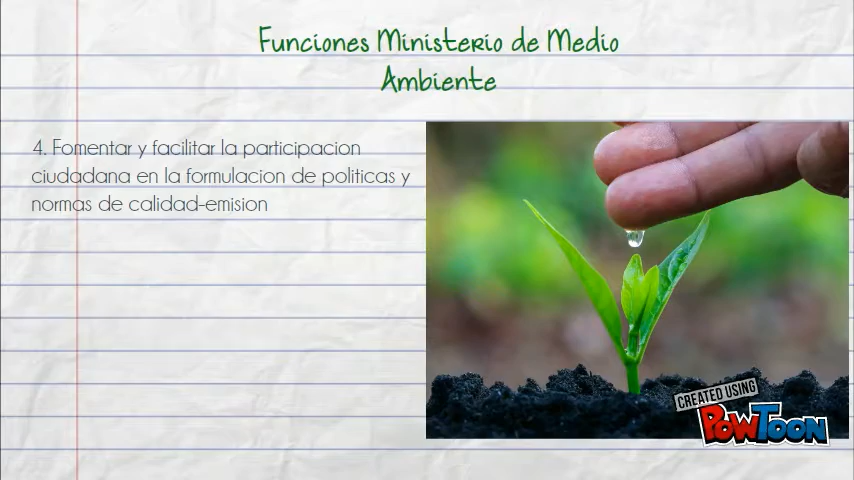 Funciones Ministerio de Medio
Ambiente
4. Fomentar y facilitar la participacion
ciudadana en la formulacion de politicas y
normas de calidad-emision
CREATED USING
POWTOON